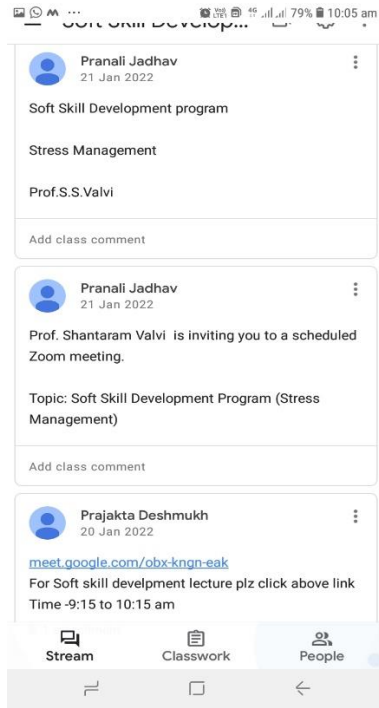 79% 10:05 am
Soft Skill Develop...
Pranali Jadhav
21 Jan 2022
Soft Skill Development program
Stress Management
Prof.S.S.Valvi
Add class comment
Pranali Jadhav
21 Jan 2022
Prof. Shantaram Valvi is inviting you to a scheduled
Zoom meeting.
Topic: Soft Skill Development Program (Stress
Management)
Add class comment
Prajakta Deshmukh
20 Jan 2022
meet.google.com/obx-kngn-eak
For Soft skill develpment lecture plz click above link
Time -9:15 to 10:15 am
Stream
Classwork
People